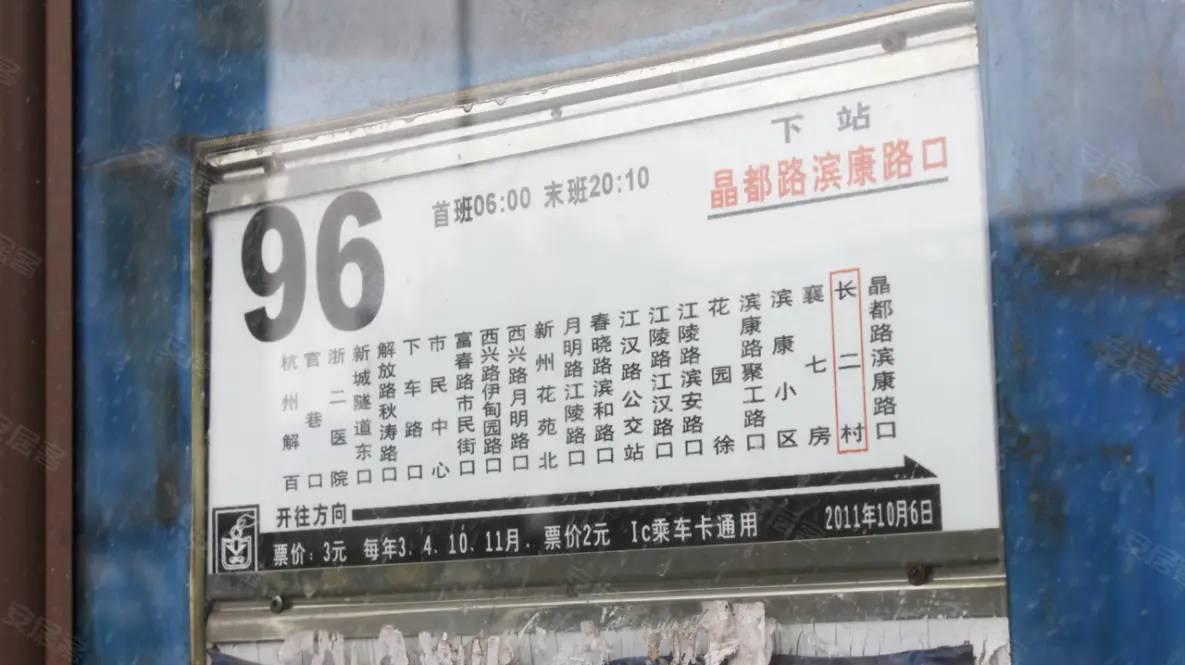 96
首班06:00 末班20:10
下站
晶都路滨康路口
杭州解百
官巷口
浙二医院
新城隧道东口
解放路秋涛路口
下车路口
市民中心
富春路市民街口
西兴路伊甸园路口
西兴路月明路口
新州花苑北
月明路江陵路口
春晓路滨和路口
江汉路公交站
江陵路江汉路口
江陵路滨安路口
花园徐
滨康路聚工路口
滨康小区
襄七房
长二村
晶都路滨康路口
开往方向
票价：3元 每年3、4、10、11月、票价2元 Ic乘车卡通用 2011年10月6日
安居客